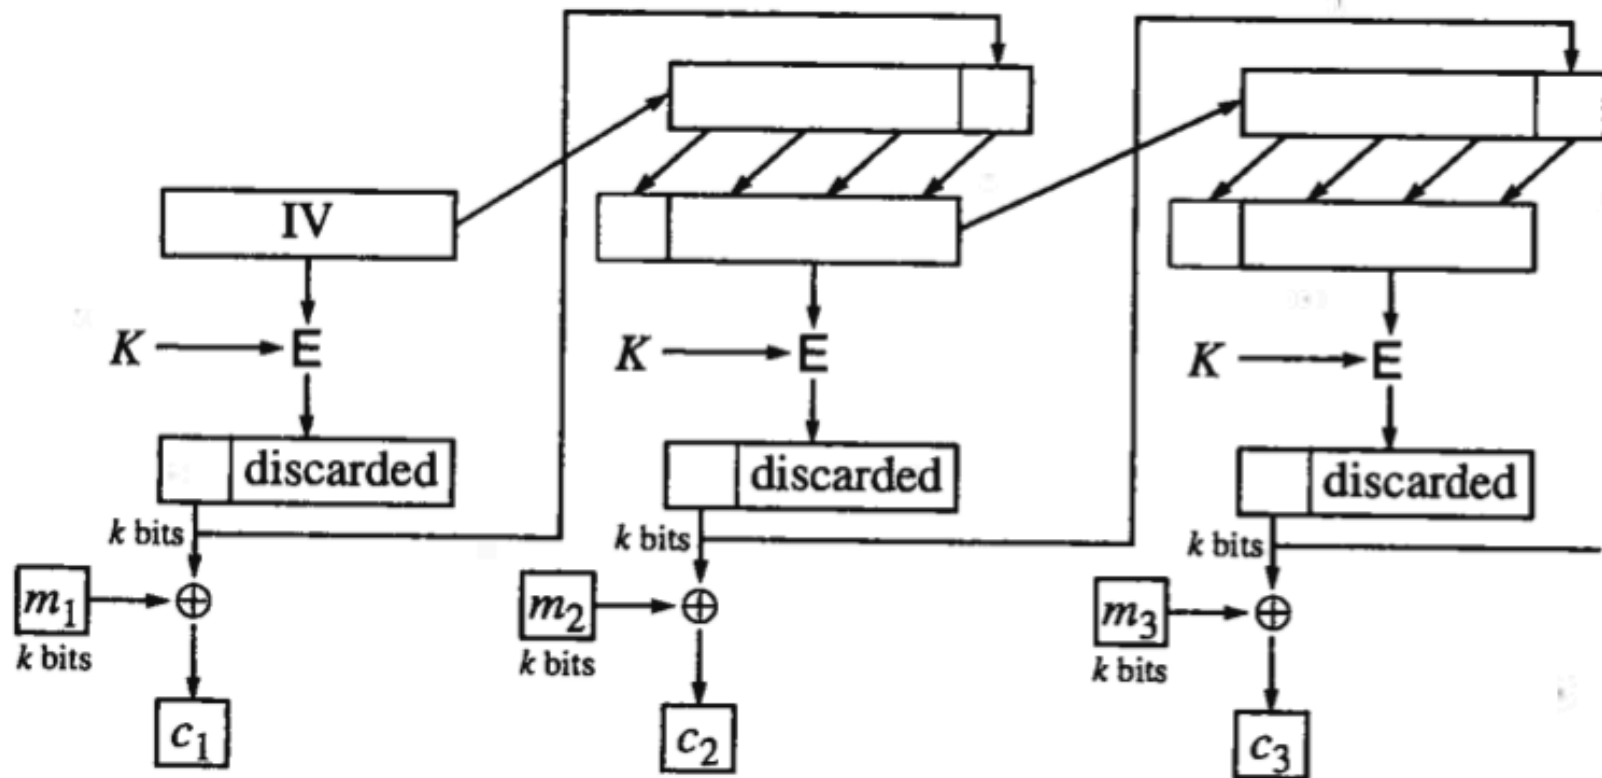 IV
K E
K E
K E
discarded
discarded
discarded
k bits
k bits
k bits
m1
m2
m3
k bits
k bits
k bits
c1
c2
c3